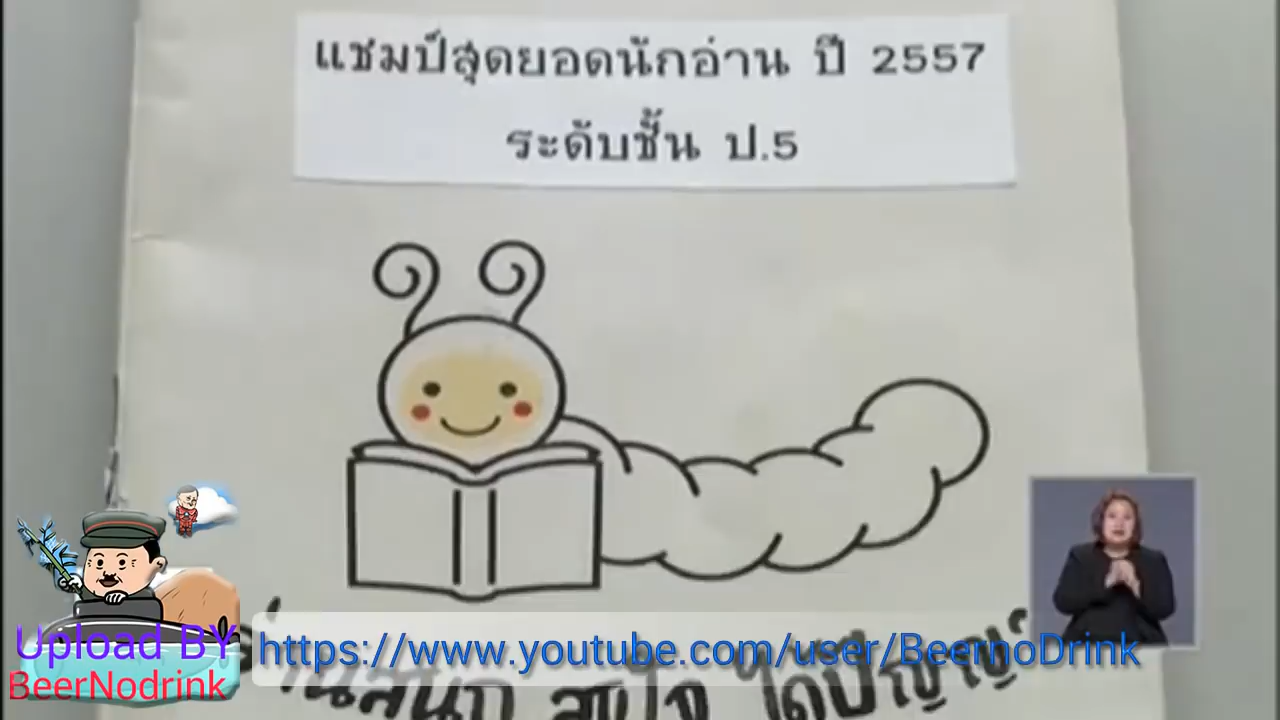 แชมป์สุดยอดนักอ่าน ปี 2557
ระดับชั้น ป.5
Upload BY
BeerNodrink
https://www.youtube.com/user/BeernoDrink